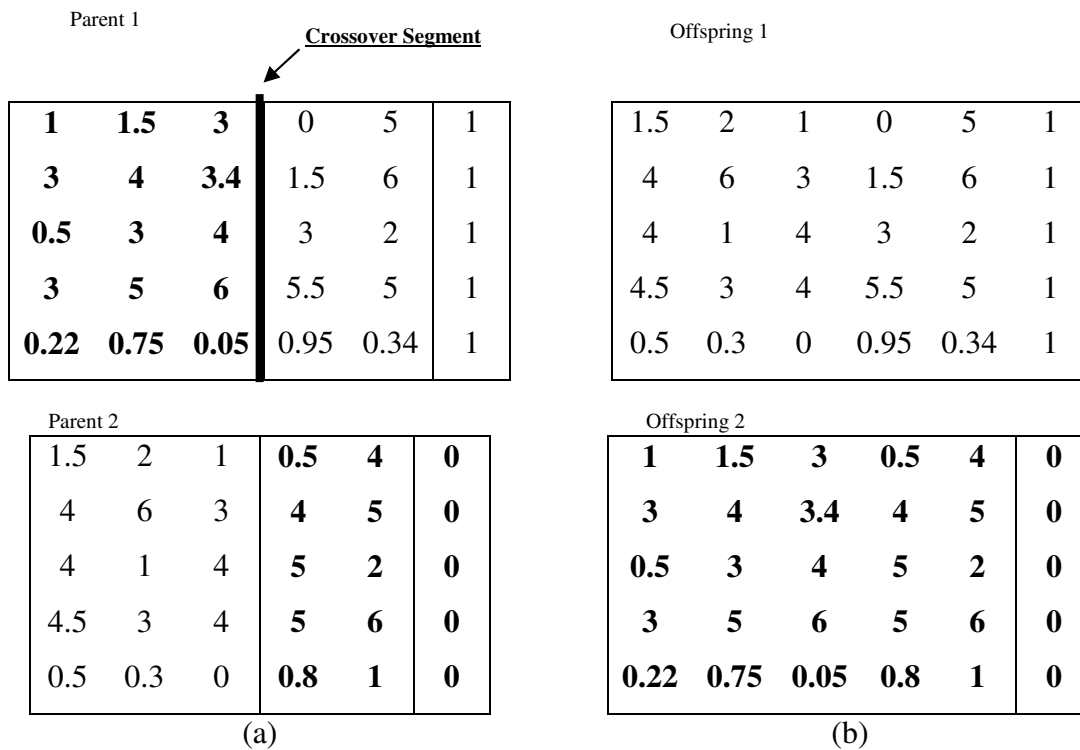 Parent 1
Crossover Segment
Offspring 1
1 1.5 3 0 5 1
3 4 3.4 1.5 6 1
0.5 3 4 3 2 1
3 5 6 5.5 5 1
0.22 0.75 0.05 0.95 0.34 1
1.5 2 1 0 5 1
4 6 3 1.5 6 1
4 1 4 3 2 1
4.5 3 4 5.5 5 1
0.5 0.3 0 0.95 0.34 1
Parent 2
1.5 2 1 0.5 4 0
4 6 3 4 5 0
4 1 4 5 2 0
4.5 3 4 5 6 0
0.5 0.3 0 0.8 1 0
(a)
Offspring 2
1 1.5 3 0.5 4 0
3 4 3.4 4 5 0
0.5 3 4 5 2 0
3 5 6 5 6 0
0.22 0.75 0.05 0.8 1 0
(b)